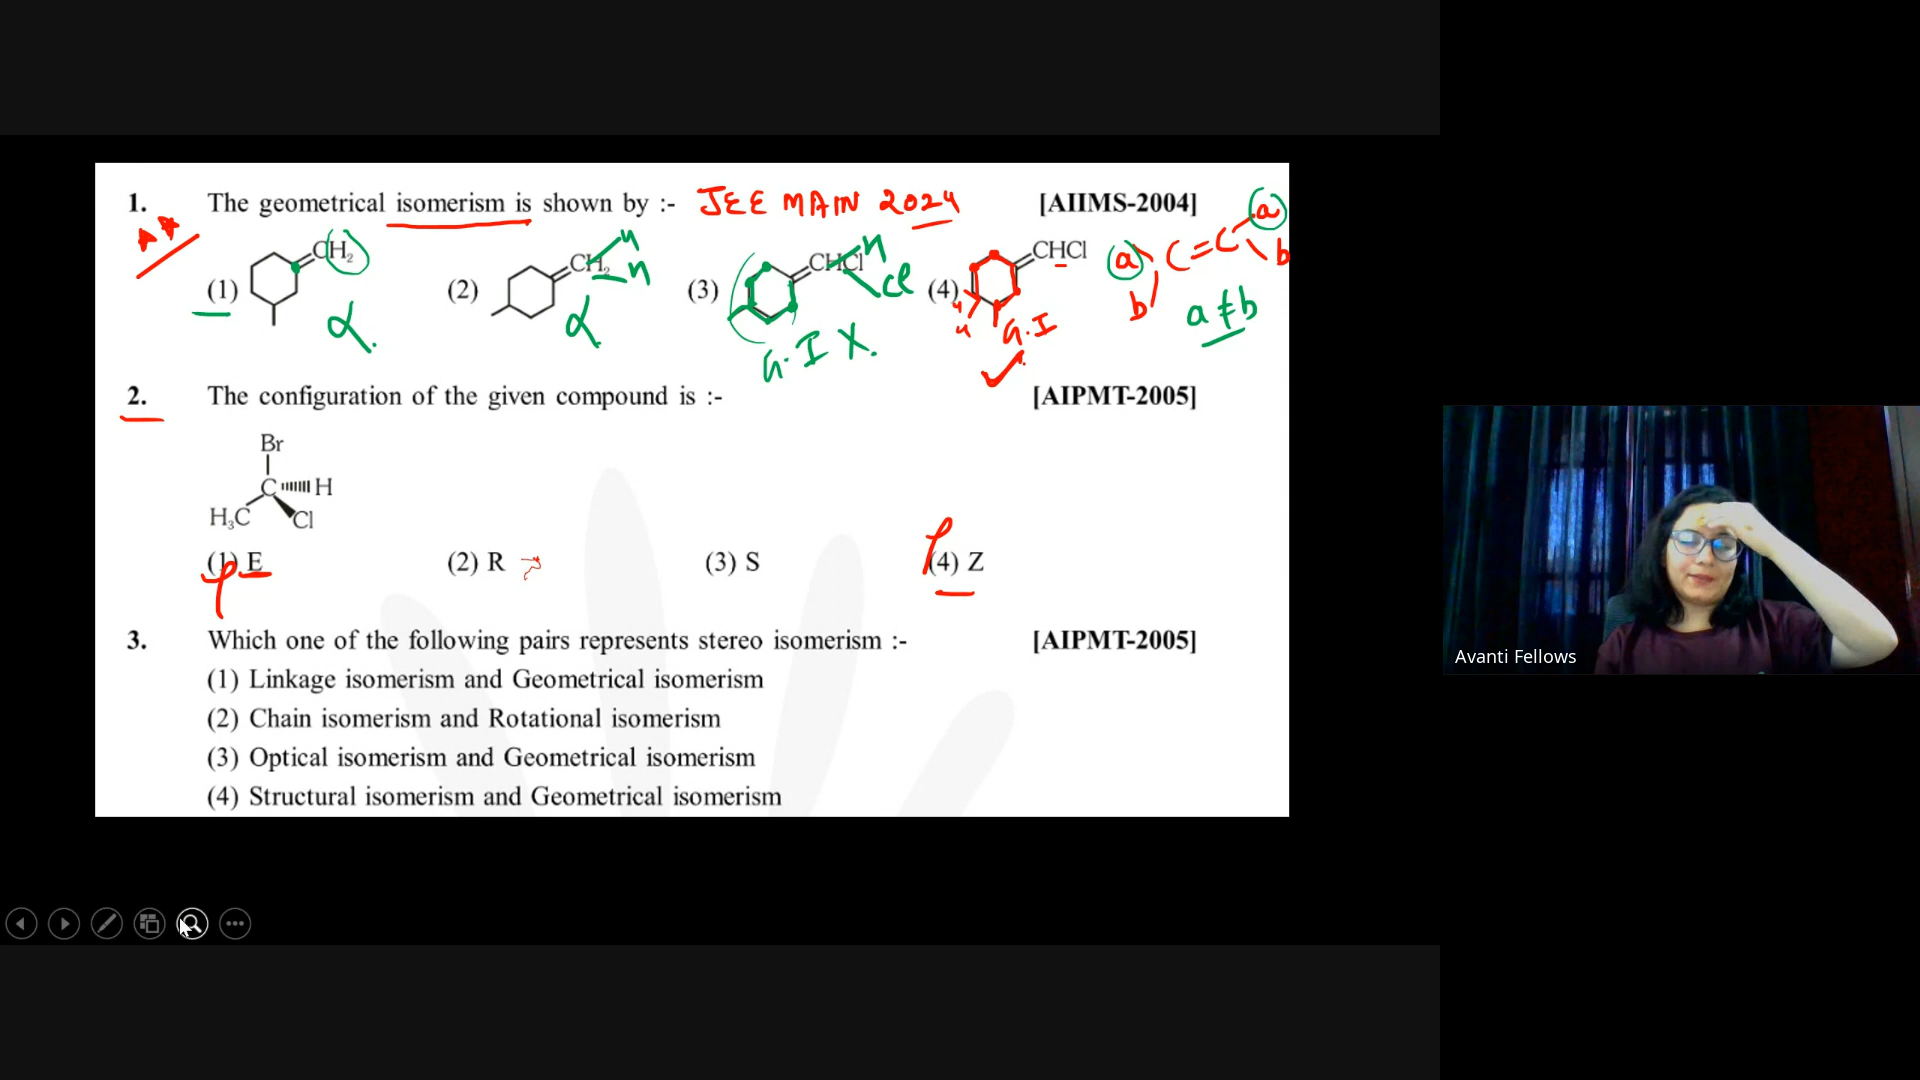 1. The geometrical isomerism is shown by :- JEE MAIN 2024 [AIIMS-2004]
(1) CH₂ (2) CH₂ H H (3) CHCl H Cl (4) CHCl H H
a b C=C a b
a ≠ b
G.I X.
G.I
2. The configuration of the given compound is :- [AIPMT-2005]
Br
C H
H₃C Cl
(1) E (2) R (3) S (4) Z
3. Which one of the following pairs represents stereo isomerism :- [AIPMT-2005]
(1) Linkage isomerism and Geometrical isomerism
(2) Chain isomerism and Rotational isomerism
(3) Optical isomerism and Geometrical isomerism
(4) Structural isomerism and Geometrical isomerism
Avanti Fellows